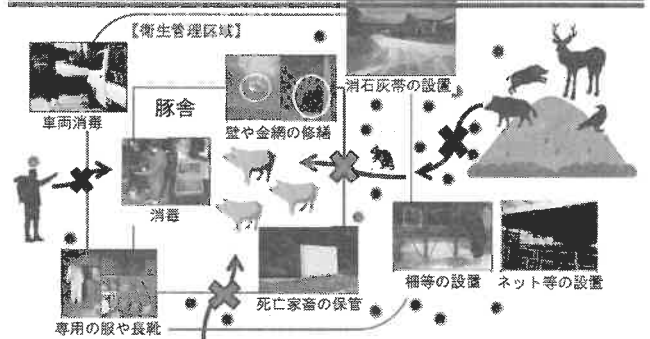 【衛生管理区域】
消石灰帯の設置
車両消毒
豚舎
壁や金網の修繕
消毒
専用の服や長靴
死亡家畜の保管
柵等の設置
ネット等の設置